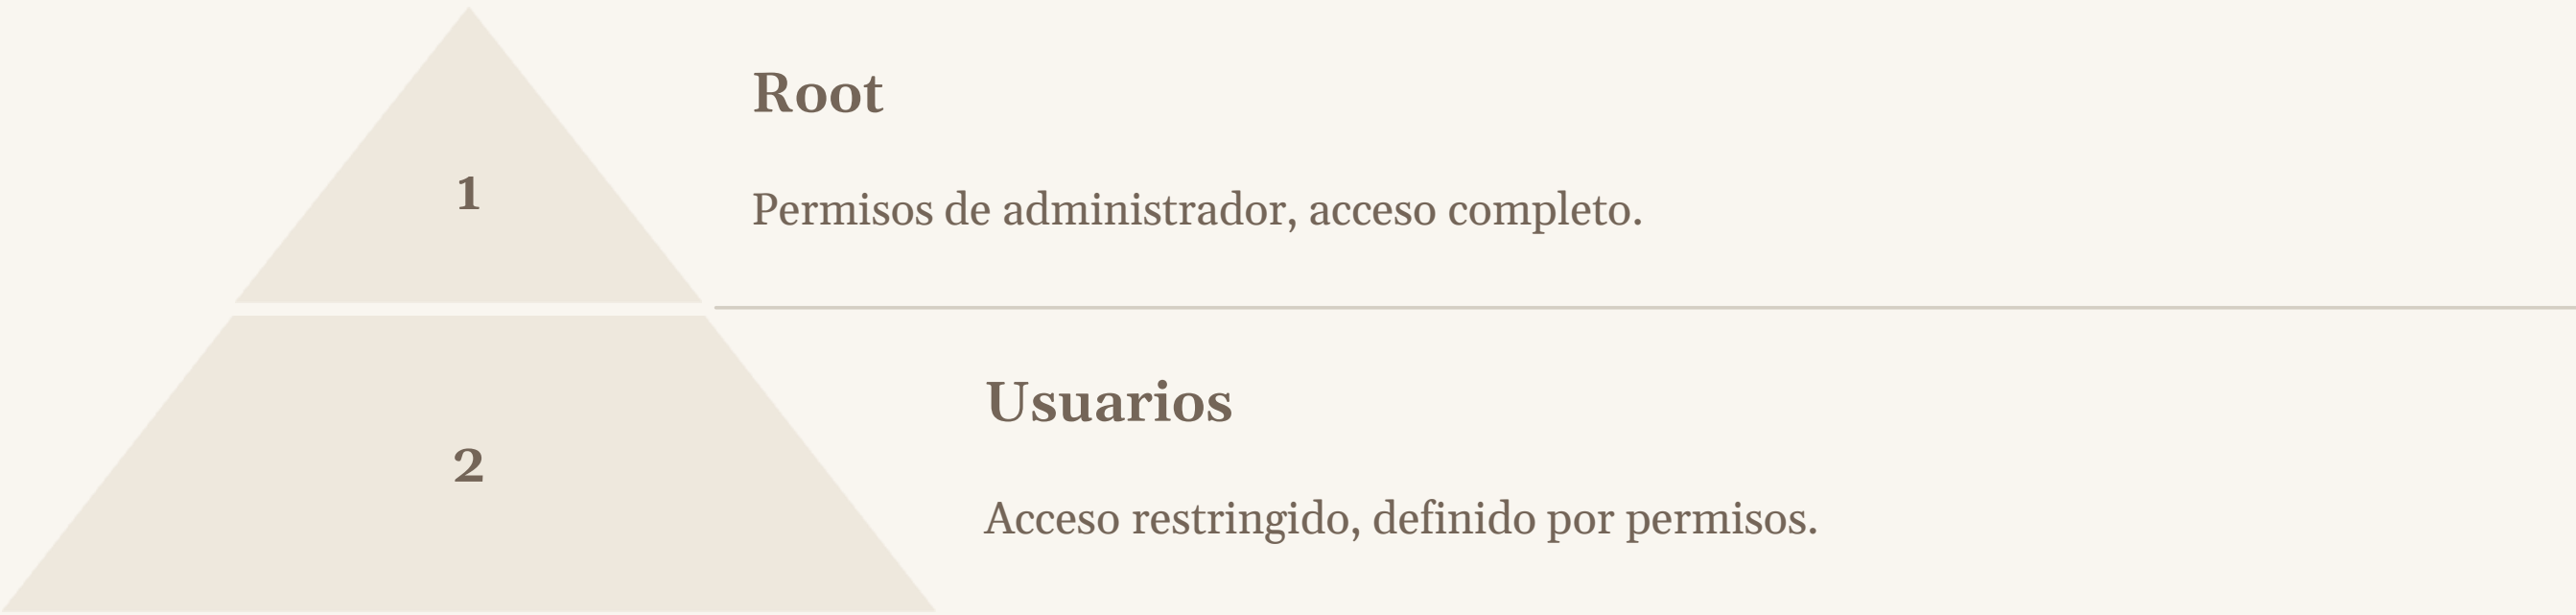 1
Root
Permisos de administrador, acceso completo.
2
Usuarios
Acceso restringido, definido por permisos.